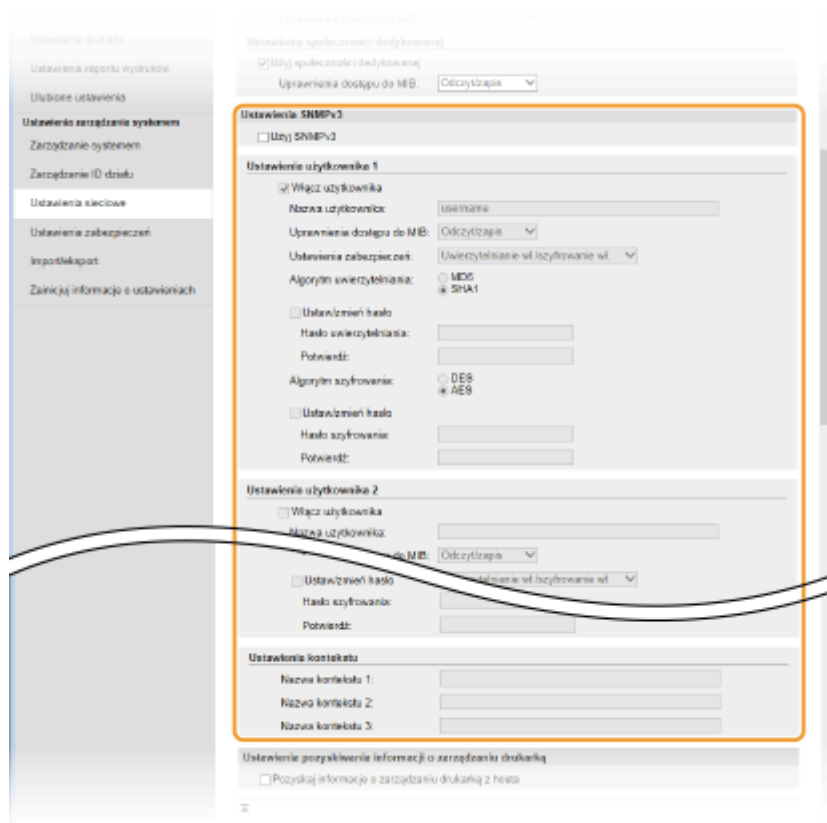 Ustawienia drukarki
Ustawienia raportu wydruków
Ulubione ustawienia
Ustawienia zarządzania systemem
Zarządzanie systemem
Zarządzanie ID działu
Ustawienia sieciowe
Ustawienia zabezpieczeń
Import/eksport
Zainicjuj informacje o ustawieniach
Ustawienia społeczności dedykowanej
Użyj społeczności dedykowanej
Uprawnienia dostępu do MIB: Odczyt/zapis
Ustawienia SNMPv3
Użyj SNMPv3
Ustawienia użytkownika 1
Włącz użytkownika
Nazwa użytkownika: username
Uprawnienia dostępu do MIB: Odczyt/zapis
Ustawienia zabezpieczeń: Uwierzytelnianie wł./szyfrowanie wł.
Algorytm uwierzytelniania: MD5
SHA1
Ustaw/zmień hasło
Hasło uwierzytelniania:
Potwierdź:
Algorytm szyfrowania: DES
AES
Ustaw/zmień hasło
Hasło szyfrowania:
Potwierdź:
Ustawienia użytkownika 2
Włącz użytkownika
Nazwa użytkownika:
do MIB: Odczyt/zapis
Ustaw/zmień hasło wł./szyfrowanie wł.
Hasło szyfrowania:
Potwierdź:
Ustawienia kontekstu
Nazwa kontekstu 1:
Nazwa kontekstu 2:
Nazwa kontekstu 3:
Ustawienia pozyskiwania informacji o zarządzaniu drukarką
Pozyskaj informacje o zarządzaniu drukarką z hosta